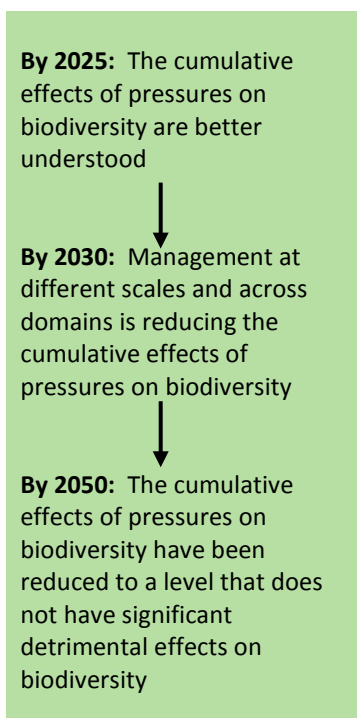 By 2025: The cumulative
effects of pressures on
biodiversity are better
understood
By 2030: Management at
different scales and across
domains is reducing the
cumulative effects of
pressures on biodiversity
By 2050: The cumulative
effects of pressures on
biodiversity have been
reduced to a level that does
not have significant
detrimental effects on
biodiversity